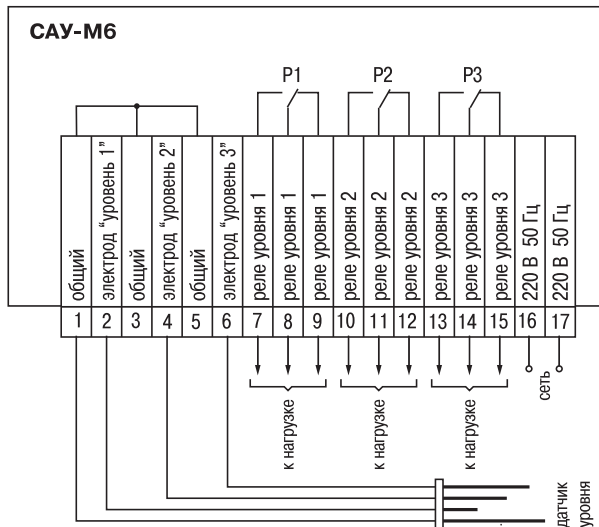 САУ-М6
P1 P2 P3
общий
электрод “уровень 1”
общий
электрод “уровень 2”
общий
электрод “уровень 3”
реле уровня 1
реле уровня 1
реле уровня 1
реле уровня 2
реле уровня 2
реле уровня 2
реле уровня 3
реле уровня 3
реле уровня 3
220 В 50 Гц
220 В 50 Гц
1 2 3 4 5 6 7 8 9 10 11 12 13 14 15 16 17
к нагрузке
к нагрузке
к нагрузке
сеть
датчик
уровня